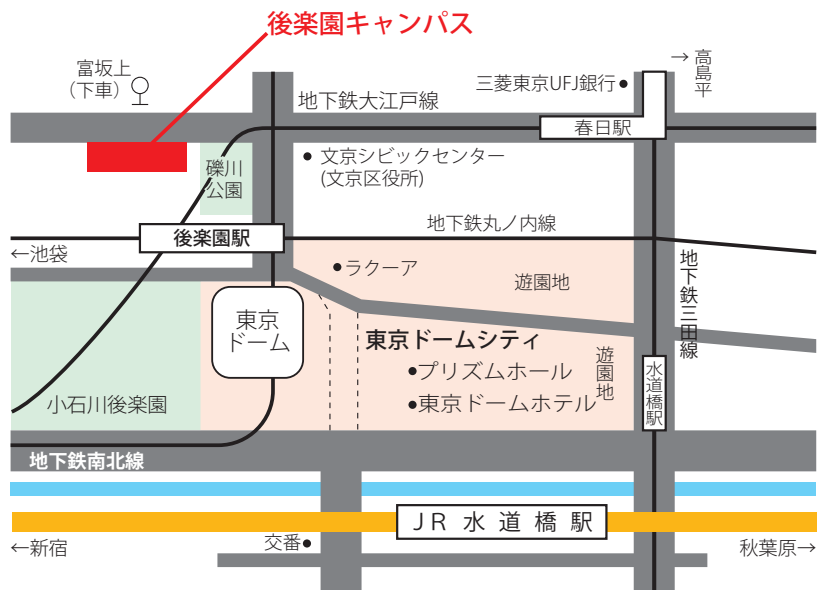 後楽園キャンパス
富坂上
(下車)
→高島平
三菱東京UFJ銀行●
地下鉄大江戸線
春日駅
●文京シビックセンター
(文京区役所)
礫川
公園
地下鉄丸ノ内線
後楽園駅
←池袋
●ラクーア
遊園地
地下鉄三田線
東京
ドーム
東京ドームシティ
遊園地
●プリズムホール
●東京ドームホテル
水道橋駅
小石川後楽園
地下鉄南北線
JR水道橋駅
←新宿
交番●
秋葉原→